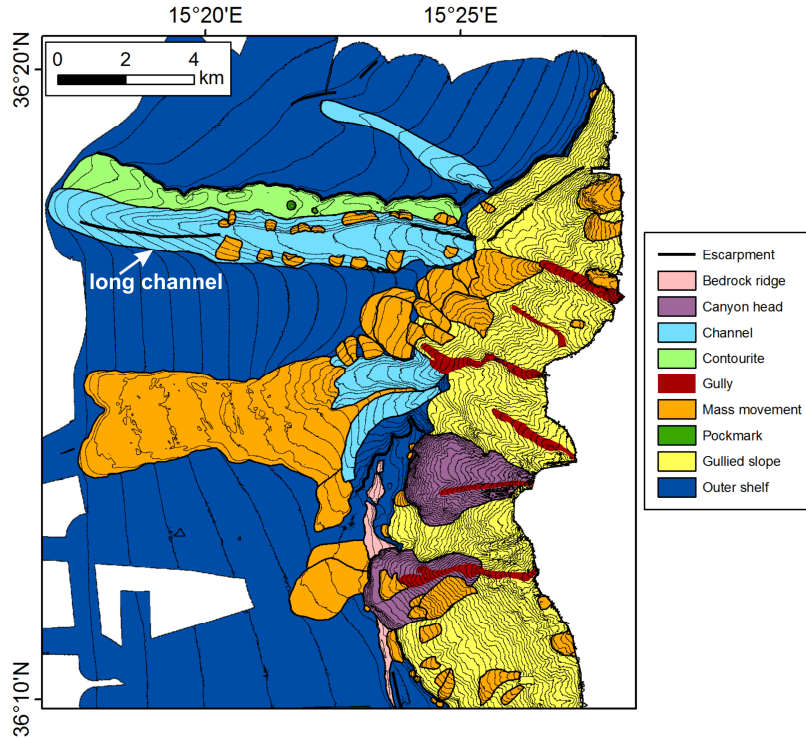 15°20'E
15°25'E
36°20'N
0 2 4
km
long channel
Escarpment
Bedrock ridge
Canyon head
Channel
Contourite
Gully
Mass movement
Pockmark
Gullied slope
Outer shelf
36°10'N